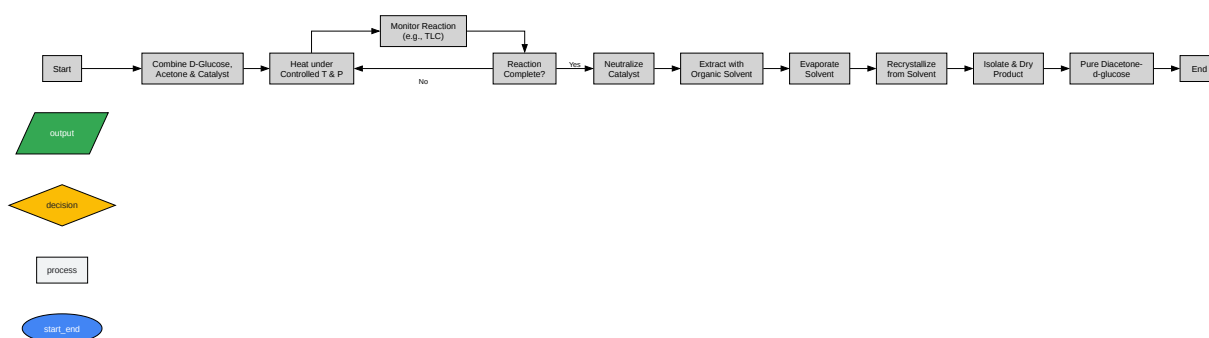 Monitor Reaction
(e.g., TLC)
Start
Combine D-Glucose,
Acetone & Catalyst
Heat under
Controlled T & P
Reaction
Complete?
Yes
No
Neutralize
Catalyst
Extract with
Organic Solvent
Evaporate
Solvent
Recrystallize
from Solvent
Isolate & Dry
Product
Pure Diacetone-
d-glucose
End
output
decision
process
start_end